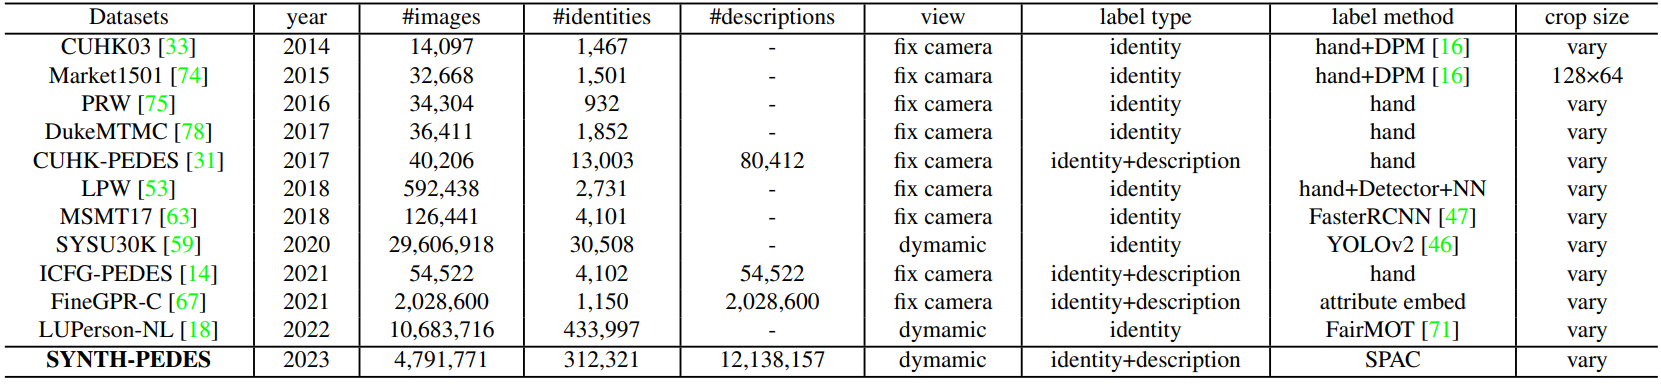 Datasets year #images #identities #descriptions view label type label method crop size
CUHK03 [33] 2014 14,097 1,467 - fix camera identity hand+DPM [16] vary
Market1501 [74] 2015 32,668 1,501 - fix camara identity hand+DPM [16] 128×64
PRW [75] 2016 34,304 932 - fix camera identity hand vary
DukeMTMC [78] 2017 36,411 1,852 - fix camera identity hand vary
CUHK-PEDES [31] 2017 40,206 13,003 80,412 fix camera identity+description hand vary
LPW [53] 2018 592,438 2,731 - fix camera identity hand+Detector+NN vary
MSMT17 [63] 2018 126,441 4,101 - fix camera identity FasterRCNN [47] vary
SYSU30K [59] 2020 29,606,918 30,508 - dymamic identity YOLOv2 [46] vary
ICFG-PEDES [14] 2021 54,522 4,102 54,522 fix camera identity+description hand vary
FineGPR-C [67] 2021 2,028,600 1,150 2,028,600 fix camera identity+description attribute embed vary
LUPerson-NL [18] 2022 10,683,716 433,997 - dymamic identity FairMOT [71] vary
SYNTH-PEDES 2023 4,791,771 312,321 12,138,157 dymamic identity+description SPAC vary